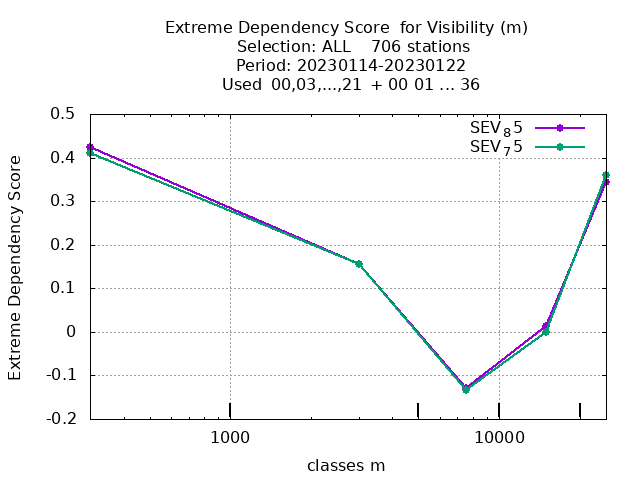 Extreme Dependency Score  for Visibility (m)
Selection: ALL    706 stations
Period: 20230114-20230122
Used  00,03,...,21  + 00 01 ... 36
SEV₈5
SEV₇5
0.5
0.4
0.3
0.2
0.1
0
-0.1
-0.2
Extreme Dependency Score
1000
10000
classes m